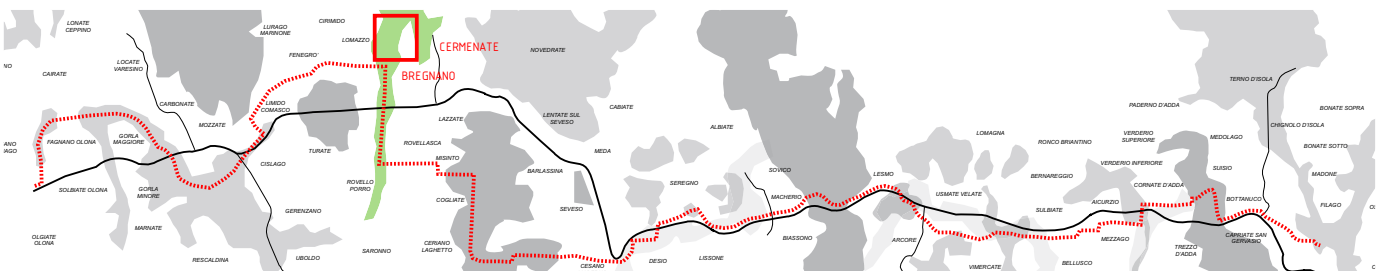 LONATE
CEPPINO
NO
CAIRATE
LOCATE
VARESINO
CARBONATE
MOZZATE
LURAGO
MARINONE
CIRIMIDO
FENEGRO'
LOMAZZO
CERMENATE
BREGNANO
LIMIDO
COMASCO
TURATE
CISLAGO
ANO
AGO
FAGNANO OLONA
GORLA
MAGGIORE
SOLBIATE OLONA
GORLA
MINORE
MARNATE
OLGIATE
OLONA
RESCALDINA
GERENZANO
UBOLDO
ROVELLO
PORRO
SARONNO
LAZZATE
ROVELLASCA
MISINTO
COGLIATE
CERIANO
LAGHETTO
NOVEDRATE
LENTATE SUL
SEVESO
CABIATE
MEDA
BARLASSINA
SEVESO
CESANO
SEREGNO
DESIO
LISSONE
ALBIATE
SOVICO
MACHERIO
BIASSONO
LESMO
ARCORE
LOMAGNA
USMATE VELATE
VIMERCATE
RONCO BRIANTINO
BERNAREGGIO
SULBIATE
AICURZIO
MEZZAGO
BELLUSCO
PADERNO D'ADDA
VERDERIO
SUPERIORE
VERDERIO INFERIORE
CORNATE D'ADDA
TREZZO
D'ADDA
TERNO D'ISOLA
MEDOLAGO
SUISIO
BOTTANUCO
CAPRIATE SAN
GERVASIO
CHIGNOLO D'ISOLA
BONATE SOPRA
BONATE SOTTO
MADONE
FILAGO